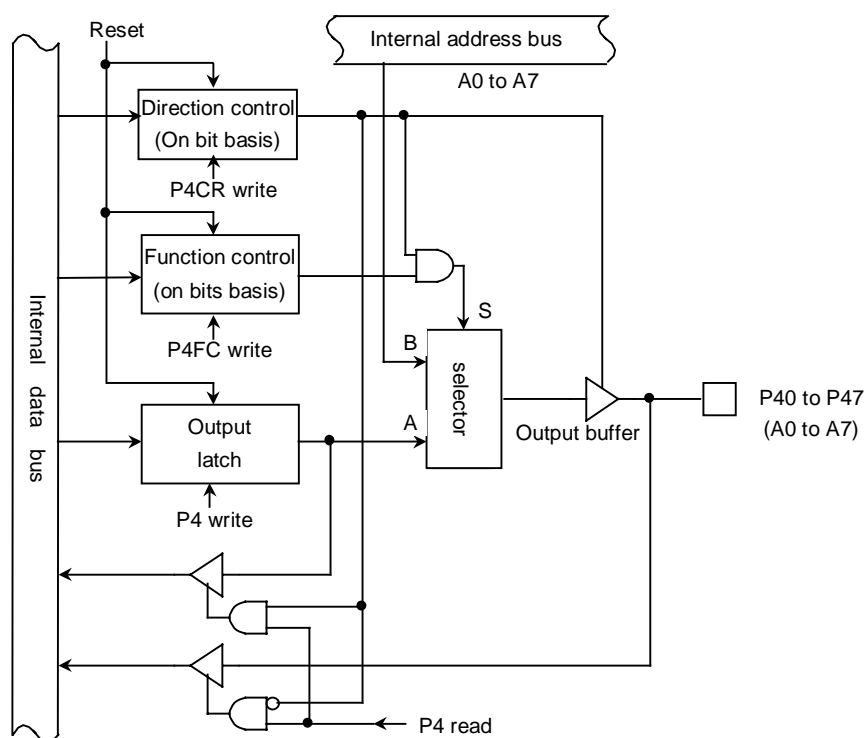 Reset
Internal address bus
A0 to A7
Direction control
(On bit basis)
P4CR write
Function control
(on bits basis)
P4FC write
S
B
selector
A
Output
latch
P4 write
Output buffer
P40 to P47
(A0 to A7)
Internal data bus
P4 read